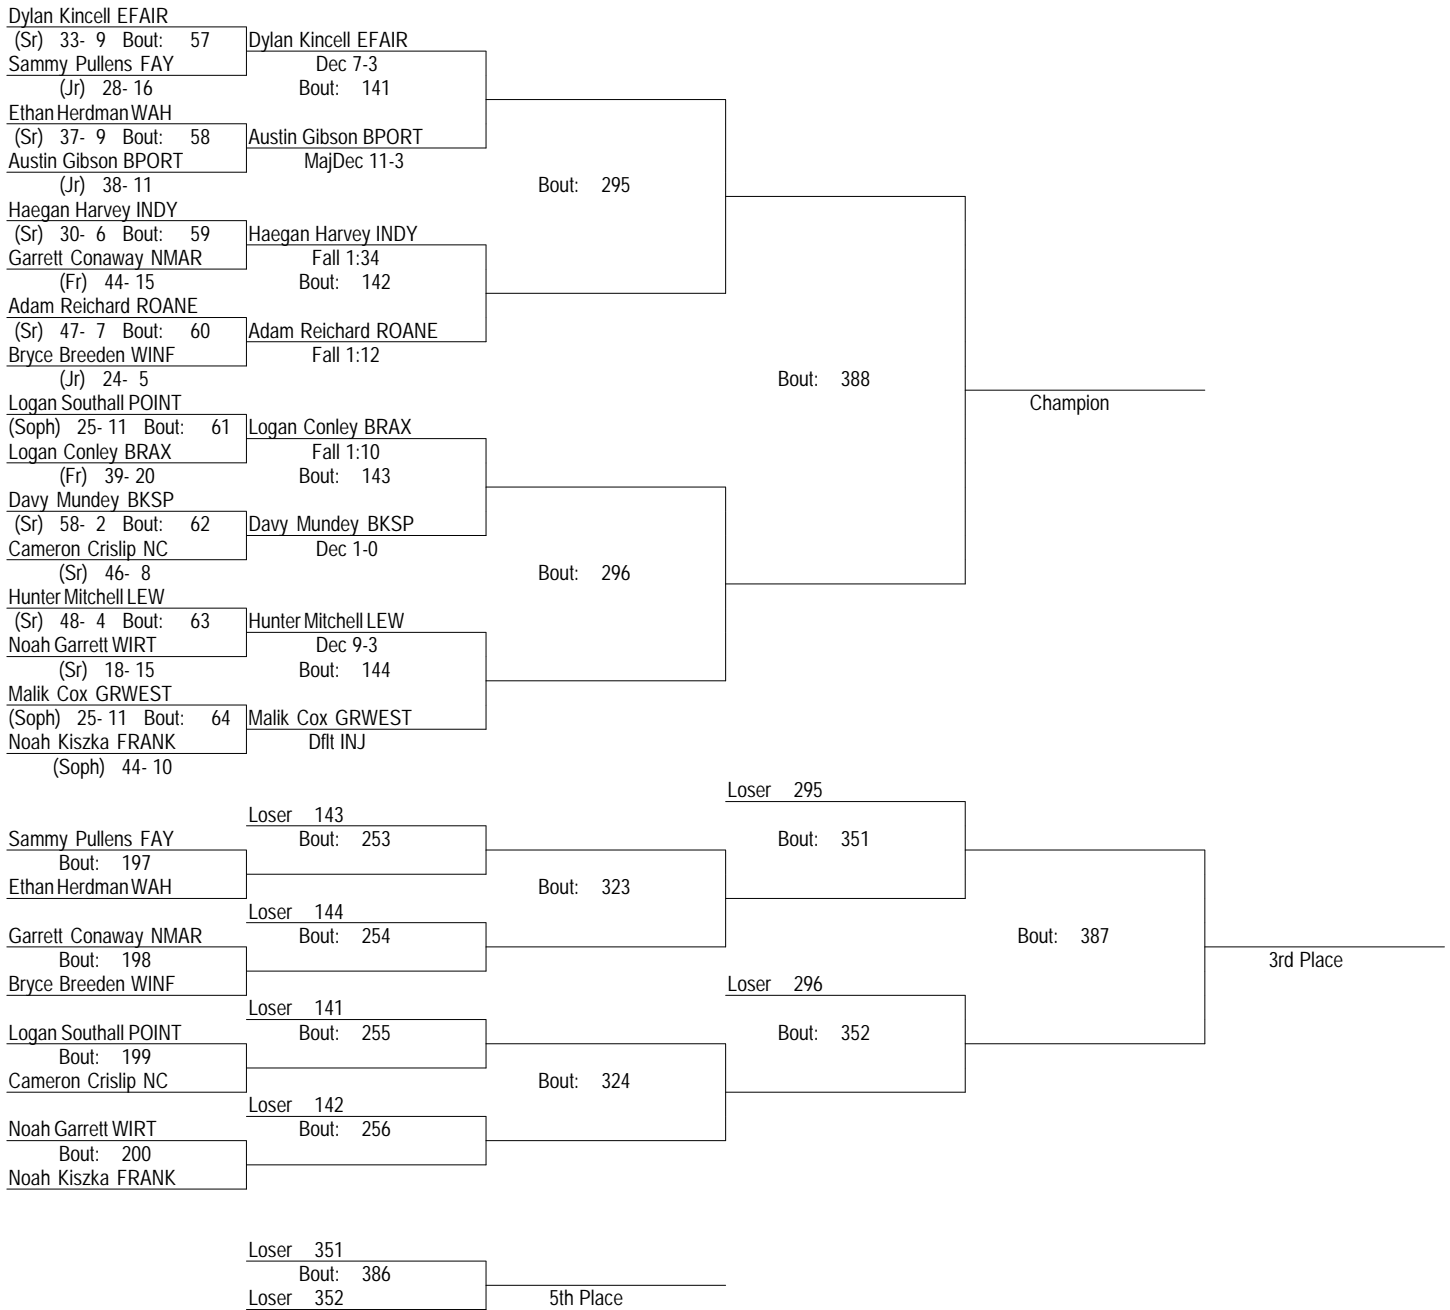 Dylan Kincell EFAIR
(Sr) 33- 9 Bout: 57 Dylan Kincell EFAIR
Sammy Pullens FAY Dec 7-3
(Jr) 28- 16 Bout: 141
Ethan Herdman WAH
(Sr) 37- 9 Bout: 58 Austin Gibson BPORT
Austin Gibson BPORT MajDec 11-3
(Jr) 38- 11 Bout: 295
Haegan Harvey INDY
(Sr) 30- 6 Bout: 59 Haegan Harvey INDY
Garrett Conaway NMAR Fall 1:34
(Fr) 44- 15 Bout: 142
Adam Reichard ROANE
(Sr) 47- 7 Bout: 60 Adam Reichard ROANE
Bryce Breeden WINF Fall 1:12
(Jr) 24- 5 Bout: 388
Logan Southall POINT Champion
(Soph) 25- 11 Bout: 61 Logan Conley BRAX
Logan Conley BRAX Fall 1:10
(Fr) 39- 20 Bout: 143
Davy Mundey BKSP
(Sr) 58- 2 Bout: 62 Davy Mundey BKSP
Cameron Crislip NC Dec 1-0
(Sr) 46- 8 Bout: 296
Hunter Mitchell LEW
(Sr) 48- 4 Bout: 63 Hunter Mitchell LEW
Noah Garrett WIRT Dec 9-3
(Sr) 18- 15 Bout: 144
Malik Cox GRWEST
(Soph) 25- 11 Bout: 64 Malik Cox GRWEST
Noah Kiszka FRANK Dflt INJ
(Soph) 44- 10
Loser 295
Loser 143
Sammy Pullens FAY Bout: 253 Bout: 351
Bout: 197
Ethan Herdman WAH Bout: 323
Loser 144
Garrett Conaway NMAR Bout: 254 Bout: 387
Bout: 198 3rd Place
Bryce Breeden WINF Loser 296
Loser 141
Logan Southall POINT Bout: 255 Bout: 352
Bout: 199
Cameron Crislip NC Bout: 324
Loser 142
Noah Garrett WIRT Bout: 256
Bout: 200
Noah Kiszka FRANK
Loser 351
Bout: 386
Loser 352 5th Place